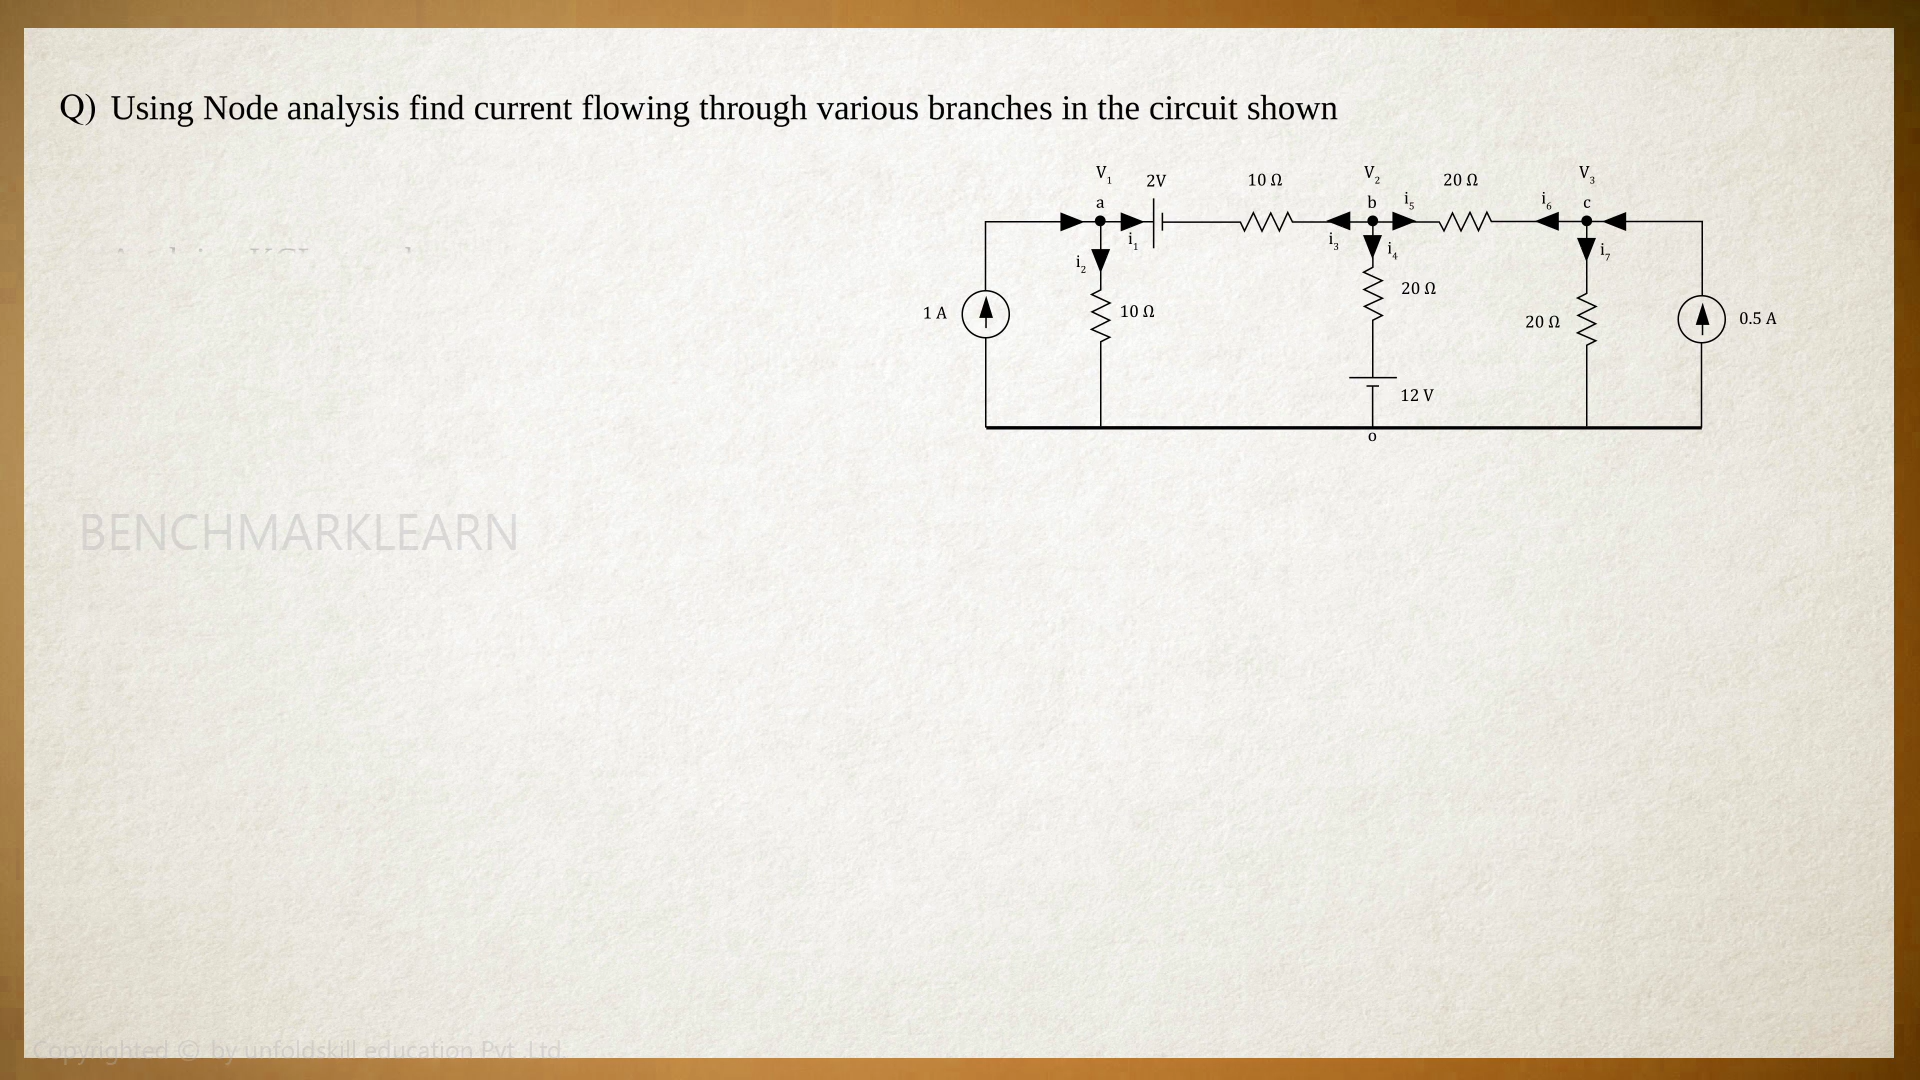 Q) Using Node analysis find current flowing through various branches in the circuit shown
V1 2V 10 Ω V2 20 Ω V3
a b i5 i6 c
i1 i3 i4 i7
i2
20 Ω
1 A 10 Ω 20 Ω 0.5 A
12 V
o
BENCHMARKLEARN
Copyrighted © by unfoldskill education Pvt. Ltd